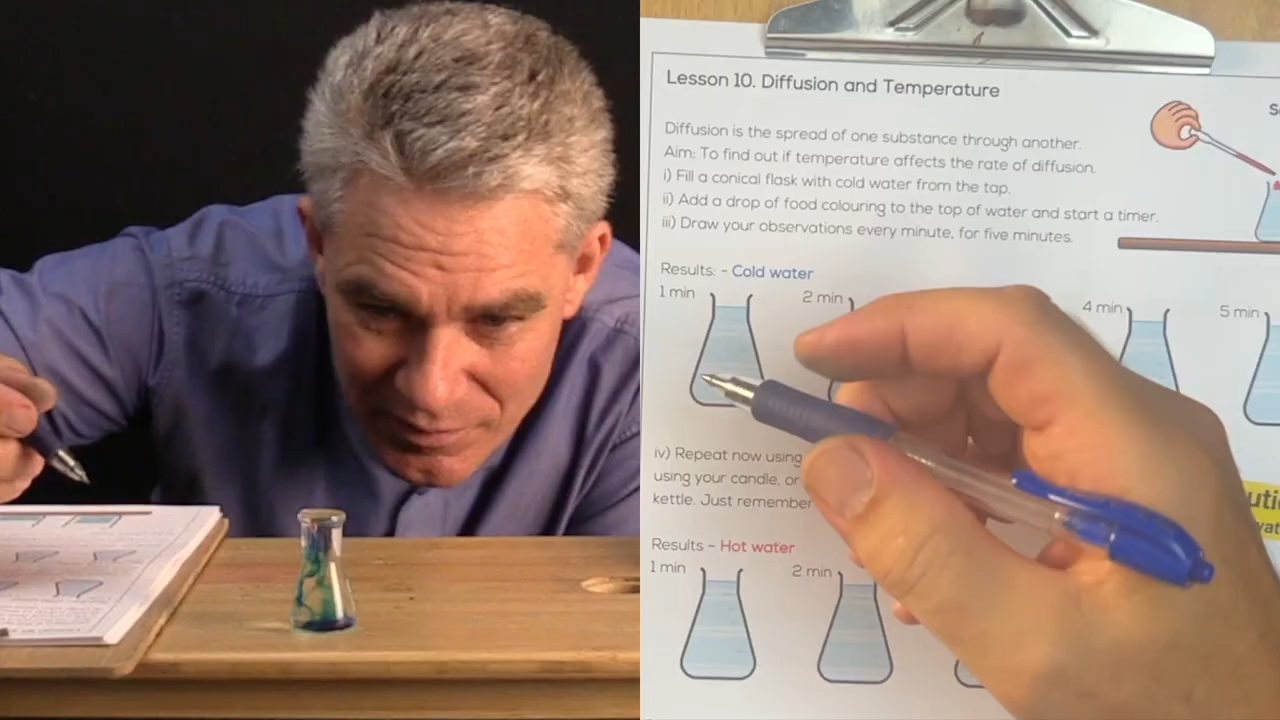 Lesson 10. Diffusion and Temperature
Diffusion is the spread of one substance through another.
Aim: To find out if temperature affects the rate of diffusion.
i) Fill a conical flask with cold water from the tap.
ii) Add a drop of food colouring to the top of water and start a timer.
iii) Draw your observations every minute, for five minutes.
Results: - Cold water
1 min 2 min 4 min 5 min
iv) Repeat now using
using your candle, or
kettle. Just remember
Results - Hot water
1 min 2 min